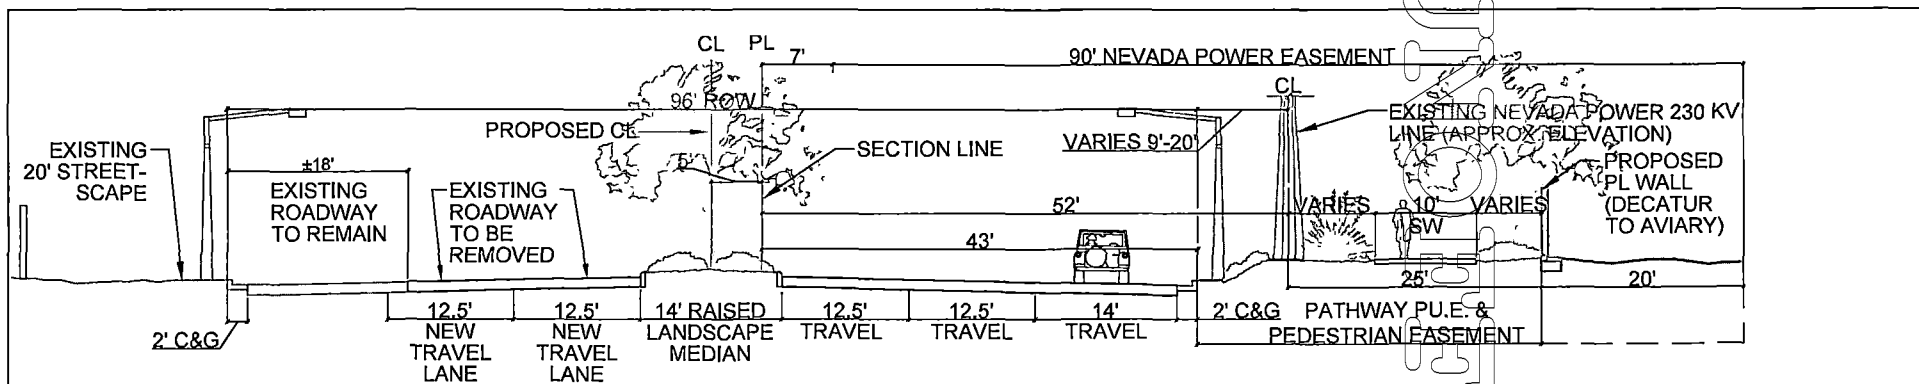 CL PL
7'
90' NEVADA POWER EASEMENT
96' ROW
CL
PROPOSED CL
VARIES 9'-20'
EXISTING NEVADA POWER 230 KV
LINE (APPROX. ELEVATION)
EXISTING
20' STREET-
SCAPE
±18'
EXISTING
ROADWAY
TO REMAIN
EXISTING
ROADWAY
TO BE
REMOVED
5'
SECTION LINE
PROPOSED
PL WALL
(DECATUR
TO AVIARY)
52'
VARIES
10'
SW
VARIES
43'
25'
20'
2' C&G
12.5'
NEW
TRAVEL
LANE
12.5'
NEW
TRAVEL
LANE
14' RAISED
LANDSCAPE
MEDIAN
12.5'
TRAVEL
12.5'
TRAVEL
14'
TRAVEL
2' C&G
PATHWAY P.U.E. &
PEDESTRIAN EASEMENT